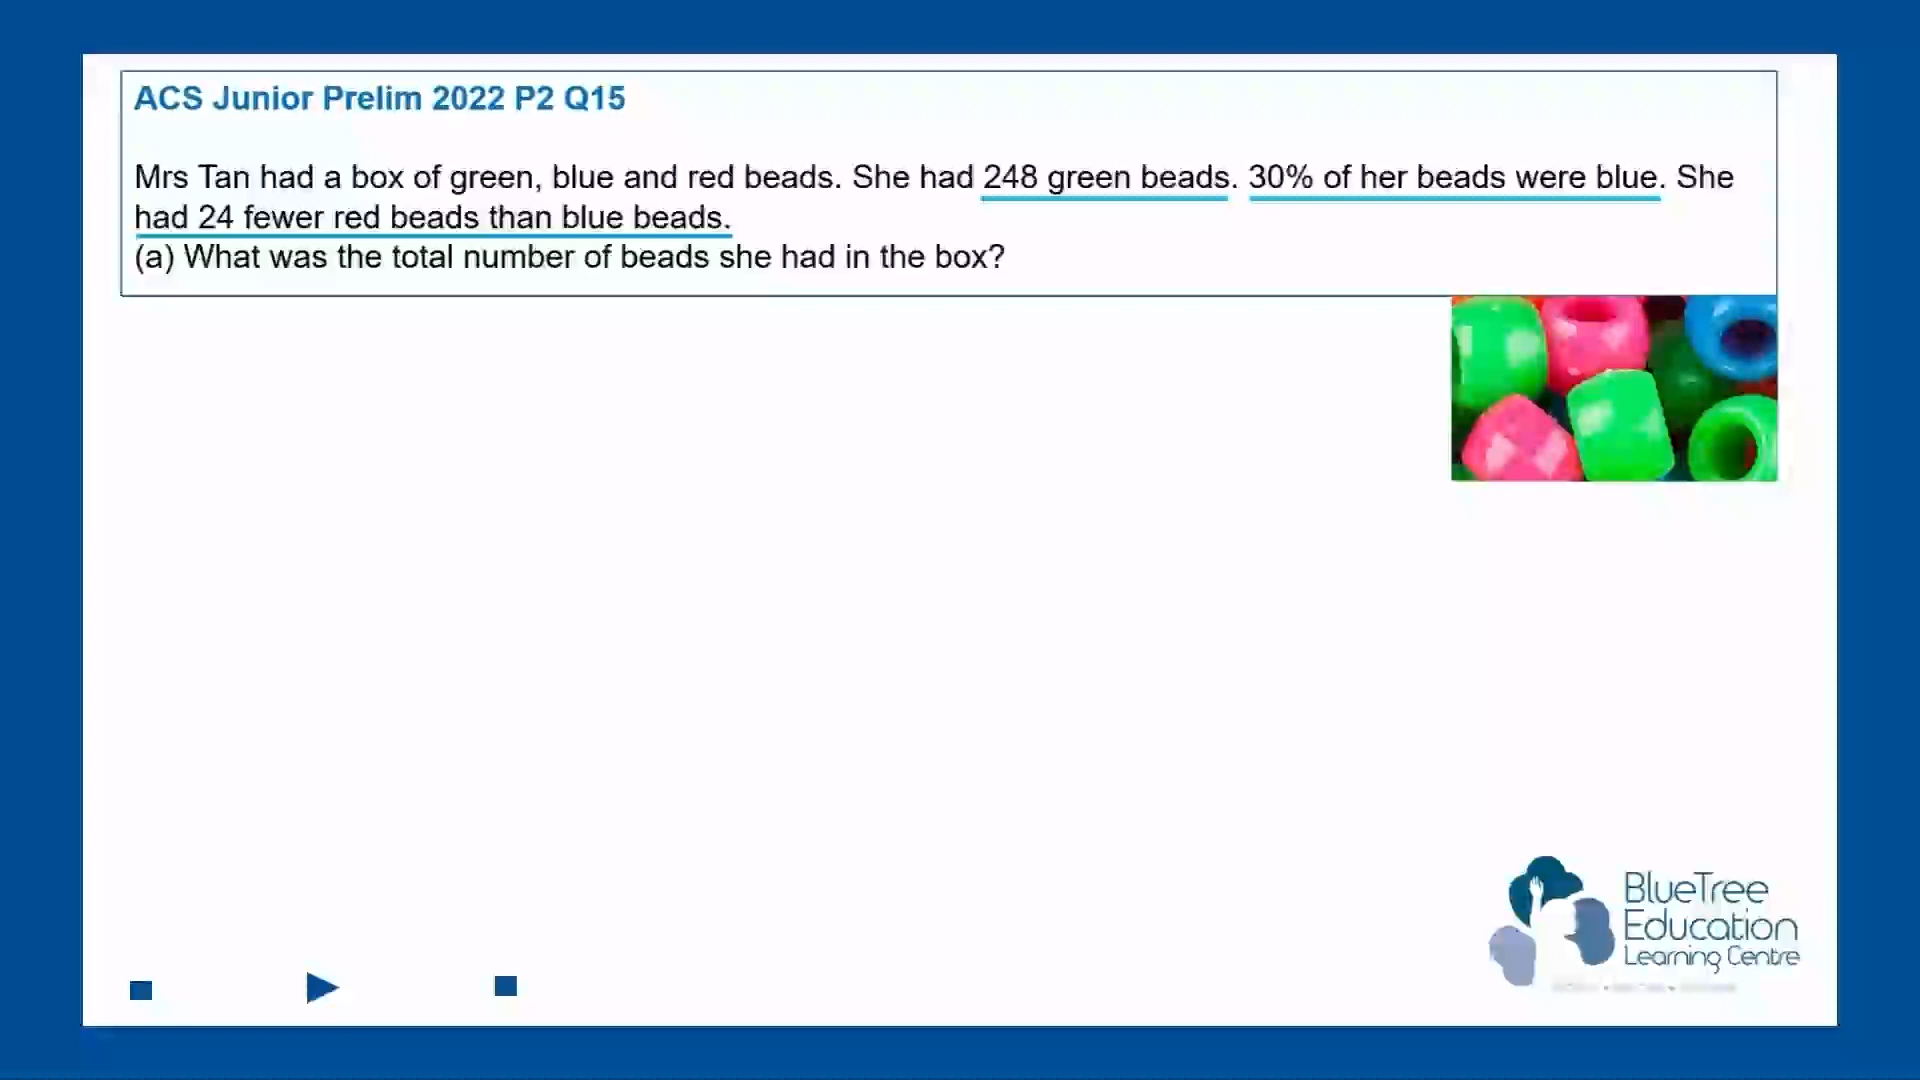 ACS Junior Prelim 2022 P2 Q15
Mrs Tan had a box of green, blue and red beads. She had 248 green beads. 30% of her beads were blue. She
had 24 fewer red beads than blue beads.
(a) What was the total number of beads she had in the box?
BlueTree
Education
Learning Centre